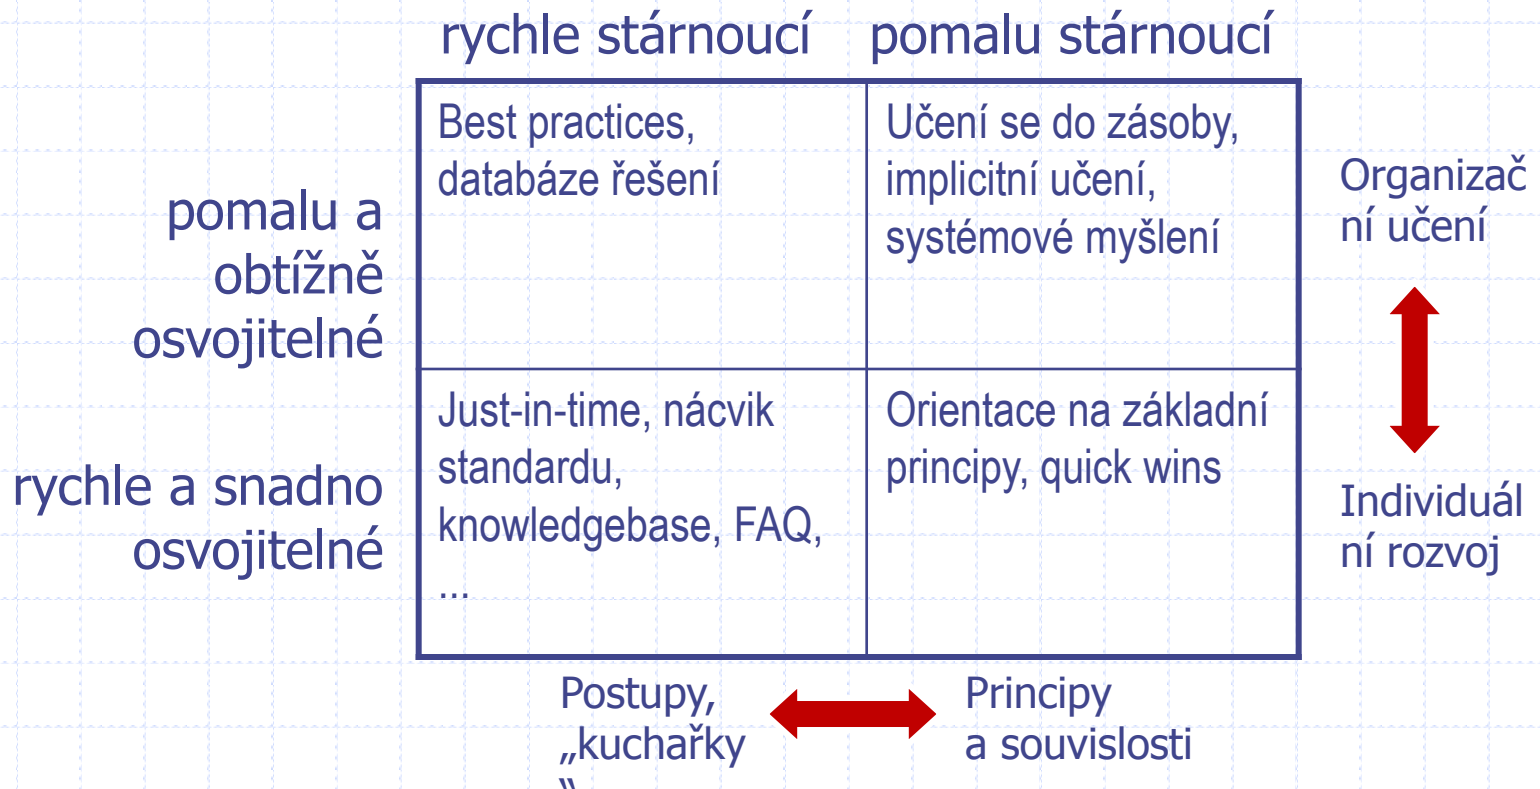 rychle stárnoucí
pomalu stárnoucí
Best practices,
databáze řešení
Učení se do zásoby,
implicitní učení,
systémové myšlení
pomalu a
obtížně
osvojitelné
Organizač
ní učení
Just-in-time, nácvik
standardu,
knowledgebase, FAQ,
...
Orientace na základní
principy, quick wins
rychle a snadno
osvojitelné
Individuál
ní rozvoj
Postupy,
„kuchařky
“
Principy
a souvislosti